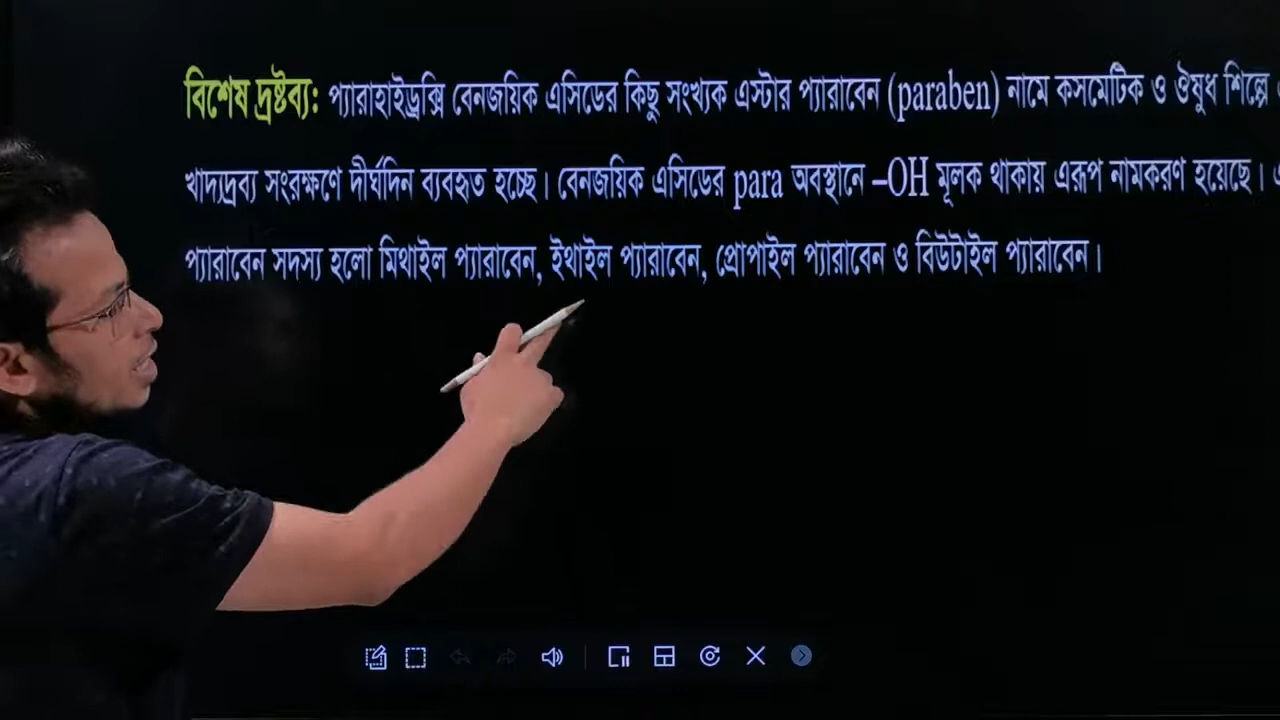 বিশেষ দ্রষ্টব্য: প্যারাহাইড্রক্সি বেনজয়িক এসিডের কিছু সংখ্যক এস্টার প্যারাবেন (paraben) নামে কসমেটিক ও ঔষুধ শিল্পে
খাদ্যদ্রব্য সংরক্ষণে দীর্ঘদিন ব্যবহৃত হচ্ছে। বেনজয়িক এসিডের para অবস্থানে –OH মূলক থাকায় এরূপ নামকরণ হয়েছে।
প্যারাবেন সদস্য হলো মিথাইল প্যারাবেন, ইথাইল প্যারাবেন, প্রোপাইল প্যারাবেন ও বিউটাইল প্যারাবেন।